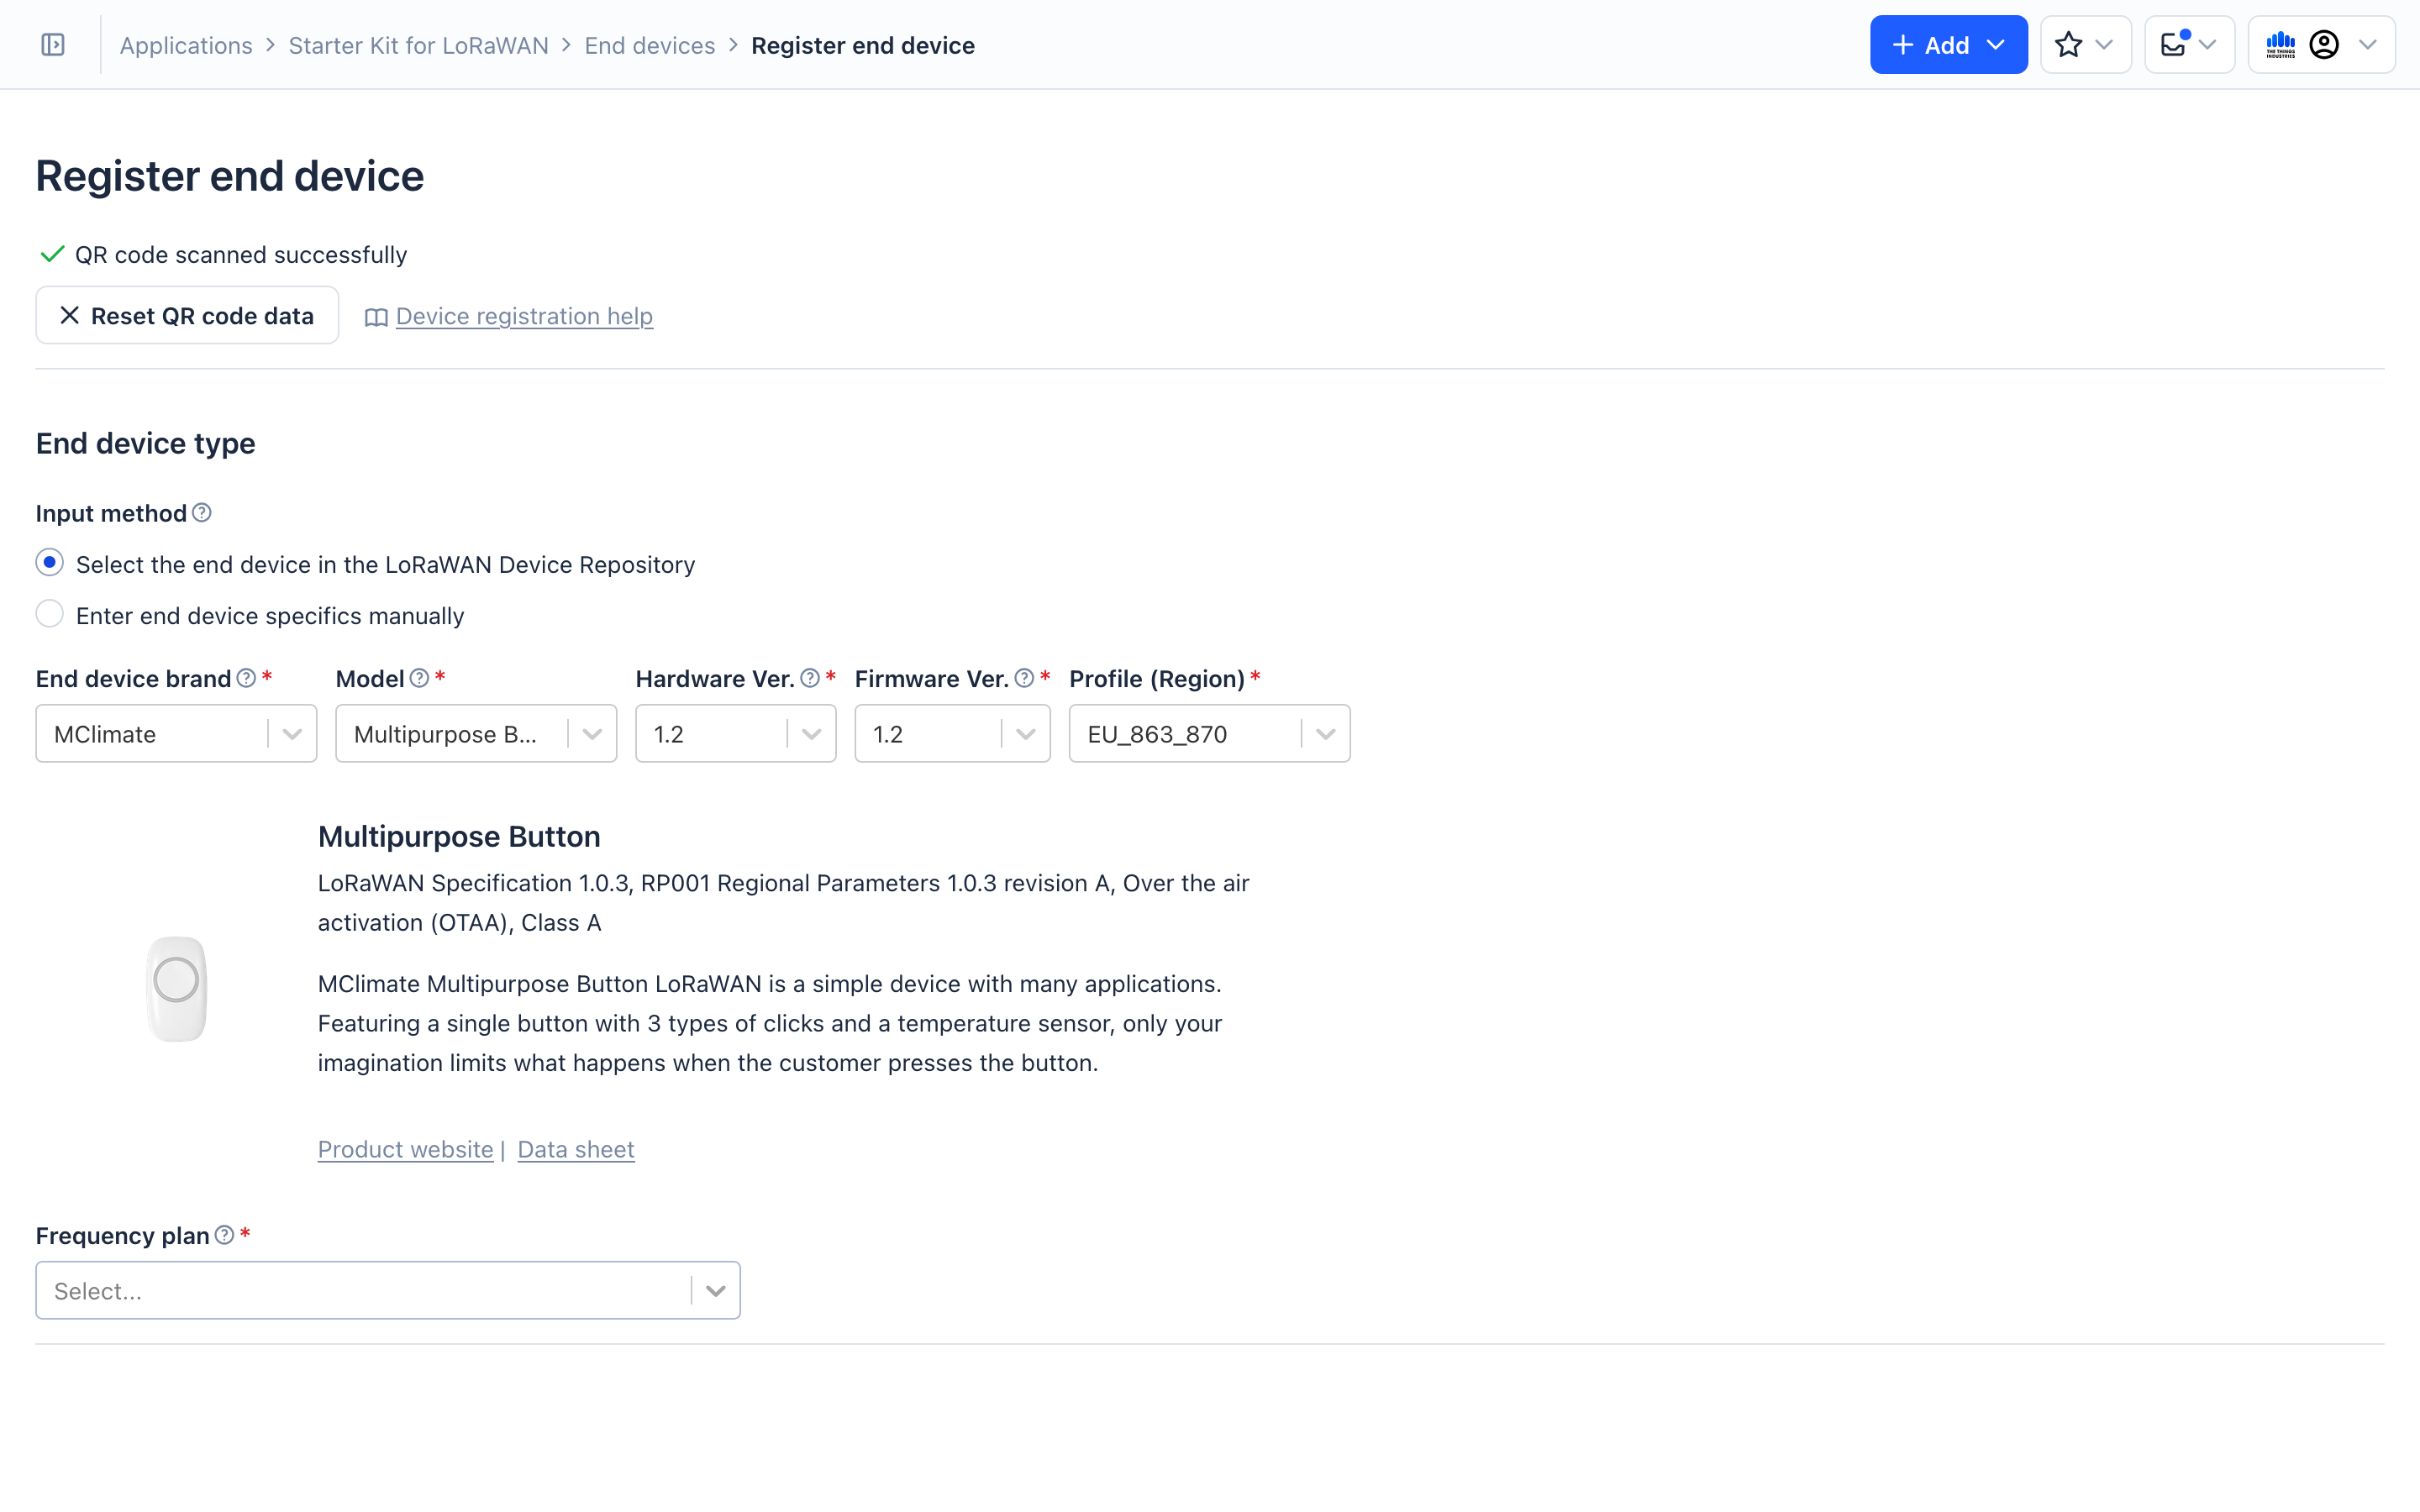 Applications > Starter Kit for LoRaWAN > End devices > Register end device
+ Add
THE THINGS
INDUSTRIES
Register end device
QR code scanned successfully
Reset QR code data
Device registration help
End device type
Input method
Select the end device in the LoRaWAN Device Repository
Enter end device specifics manually
End device brand * Model * Hardware Ver. * Firmware Ver. * Profile (Region) *
MClimate Multipurpose B... 1.2 1.2 EU_863_870
Multipurpose Button
LoRaWAN Specification 1.0.3, RP001 Regional Parameters 1.0.3 revision A, Over the air
activation (OTAA), Class A
MClimate Multipurpose Button LoRaWAN is a simple device with many applications.
Featuring a single button with 3 types of clicks and a temperature sensor, only your
imagination limits what happens when the customer presses the button.
Product website | Data sheet
Frequency plan *
Select...